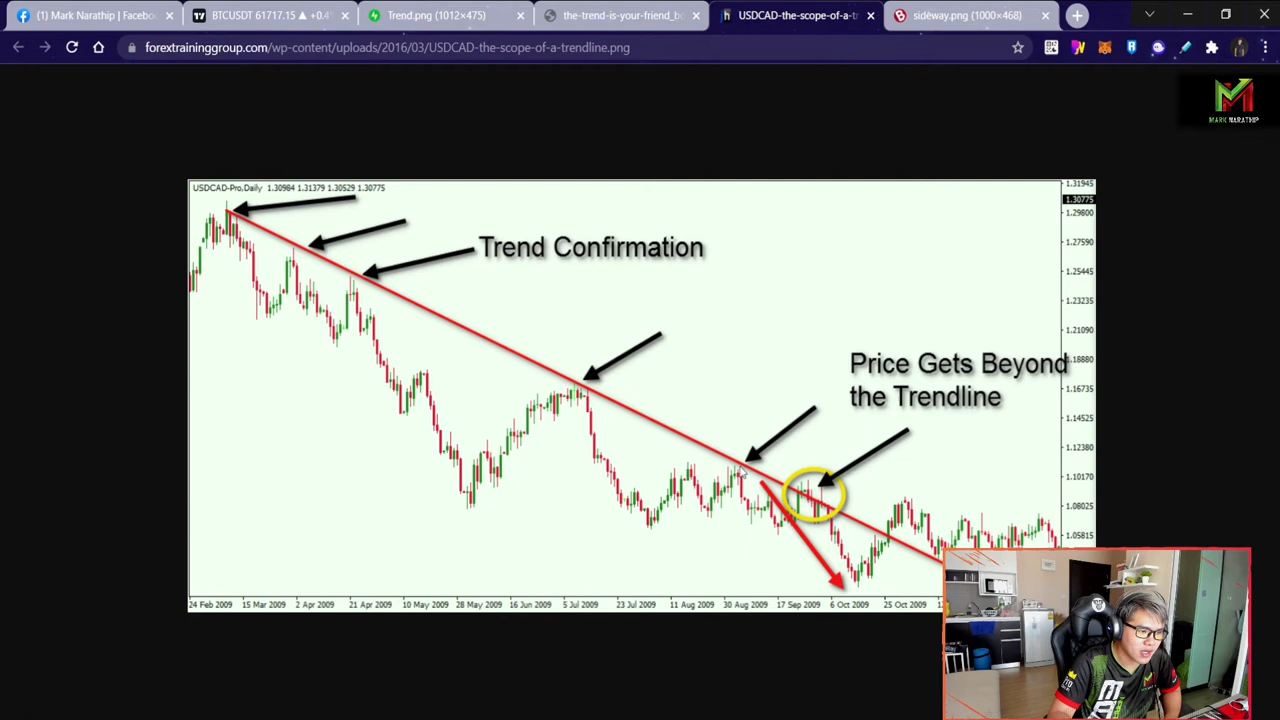 (1) Mark Narathip | Faceboo
BTCUSDT 61717.15 ▲ +0.4
Trend.png (1012×475)
the-trend-is-your-friend_b
USDCAD-the-scope-of-a-tr
sideway.png (1000×468)
forextraininggroup.com/wp-content/uploads/2016/03/USDCAD-the-scope-of-a-trendline.png
MARK NARATHIP
USDCAD-Pro,Daily 1.30984 1.31379 1.30529 1.30775
1.31945
1.30775
1.29800
1.27590
1.25445
1.23235
1.21090
1.18880
1.16735
1.14525
1.12380
1.10170
1.08025
1.05815
Trend Confirmation
Price Gets Beyond
the Trendline
24 Feb 2009 15 Mar 2009 2 Apr 2009 21 Apr 2009 10 May 2009 28 May 2009 16 Jun 2009 5 Jul 2009 23 Jul 2009 11 Aug 2009 30 Aug 2009 17 Sep 2009 6 Oct 2009 25 Oct 2009